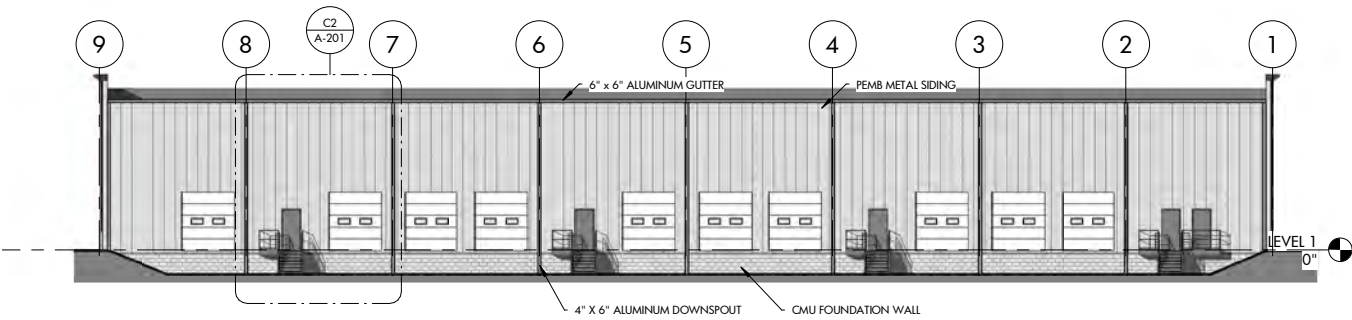 C2
A-201
9
8
7
6
5
4
3
2
1
6" x 6" ALUMINUM GUTTER
PEMB METAL SIDING
LEVEL 1
0"
4" X 6" ALUMINUM DOWNSPOUT
CMU FOUNDATION WALL